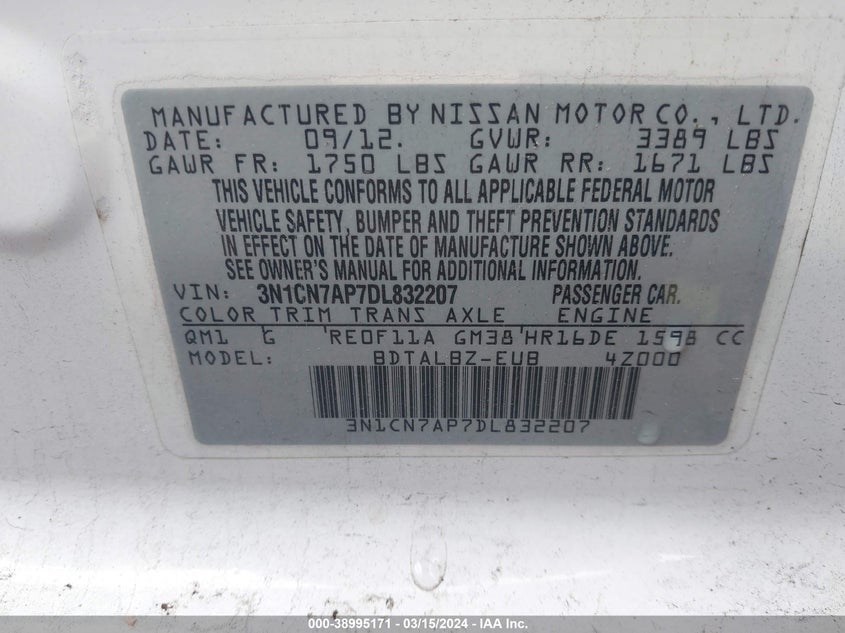 MANUFACTURED BY NISSAN MOTOR CO., LTD.
DATE: 09/12. GVWR: 3389 LBS
GAWR FR: 1750 LBS GAWR RR: 1671 LBS
THIS VEHICLE CONFORMS TO ALL APPLICABLE FEDERAL MOTOR
VEHICLE SAFETY, BUMPER AND THEFT PREVENTION STANDARDS
IN EFFECT ON THE DATE OF MANUFACTURE SHOWN ABOVE.
SEE OWNER'S MANUAL FOR ADDITIONAL INFORMATION.
VIN: 3N1CN7AP7DL832207 PASSENGER CAR.
COLOR TRIM TRANS AXLE ENGINE
QM1 G RE0F11A GM38 HR16DE 1598 CC
MODEL: BDTALBZ-EUB 4Z000
3N1CN7AP7DL832207
000-38995171 - 03/15/2024 - IAA Inc.